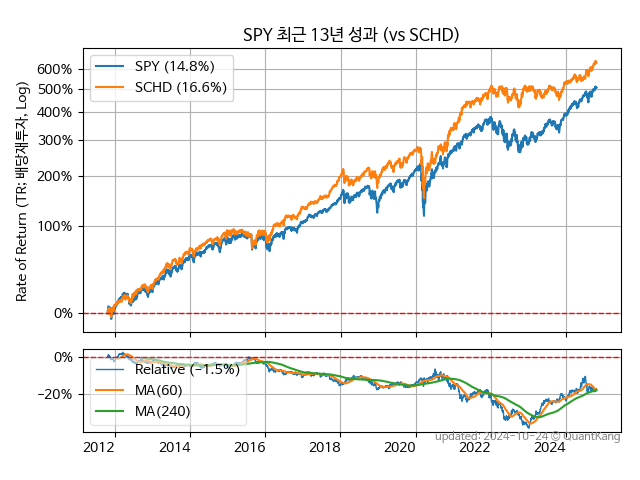 SPY 최근 13년 성과 (vs SCHD)
Rate of Return (TR: 배당재투자, Log)
SPY (14.8%)
SCHD (16.6%)
600%
500%
400%
300%
200%
100%
0%
0%
−20%
Relative (−1.5%)
MA(60)
MA(240)
updated: 2024-10-24 © QuantKang
2012 2014 2016 2018 2020 2022 2024